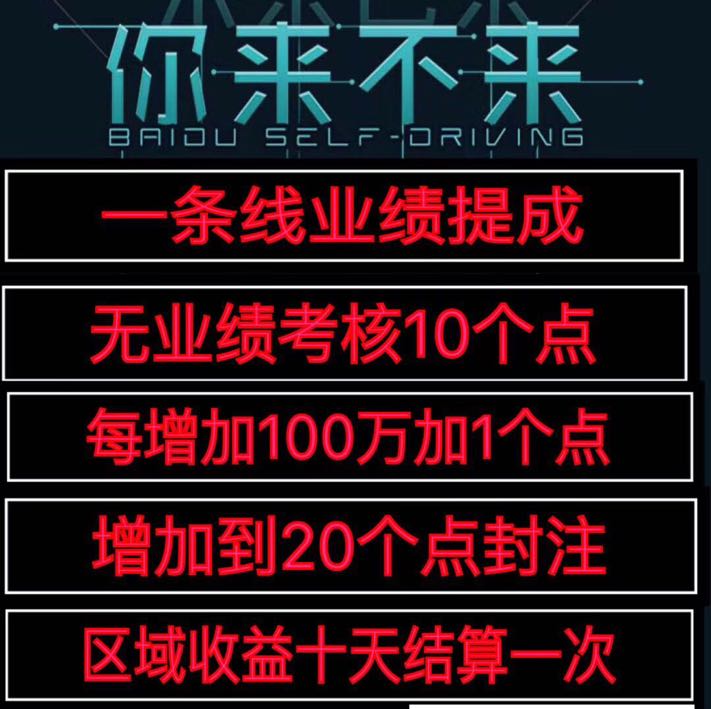 你来不来
BAIDU SELF-DRIVING
一条线业绩提成
无业绩考核10个点
每增加100万加1个点
增加到20个点封注
区域收益十天结算一次